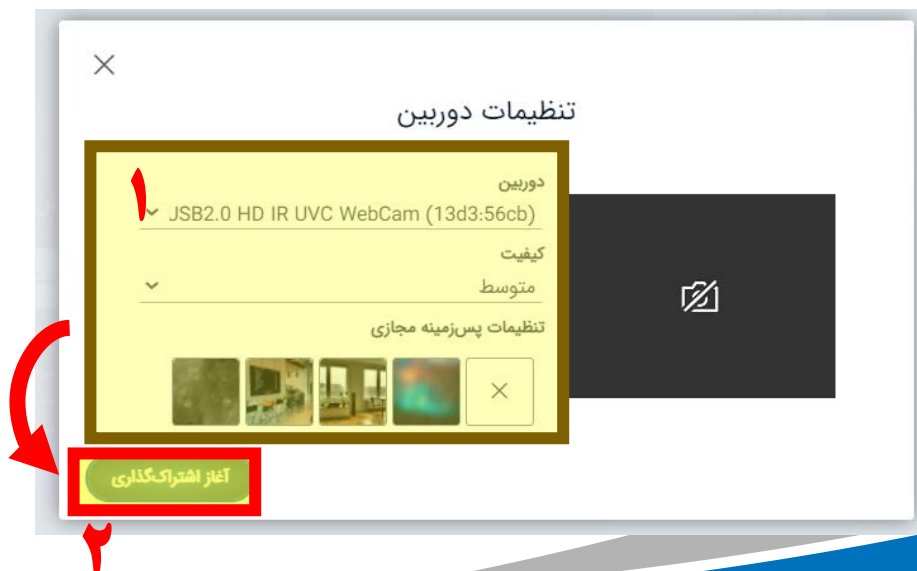 تنظیمات دوربین
۱
دوربین
JSB2.0 HD IR UVC WebCam (13d3:56cb)
کیفیت
متوسط
تنظیمات پس‌زمینه مجازی
آغاز اشتراک‌گذاری
۲